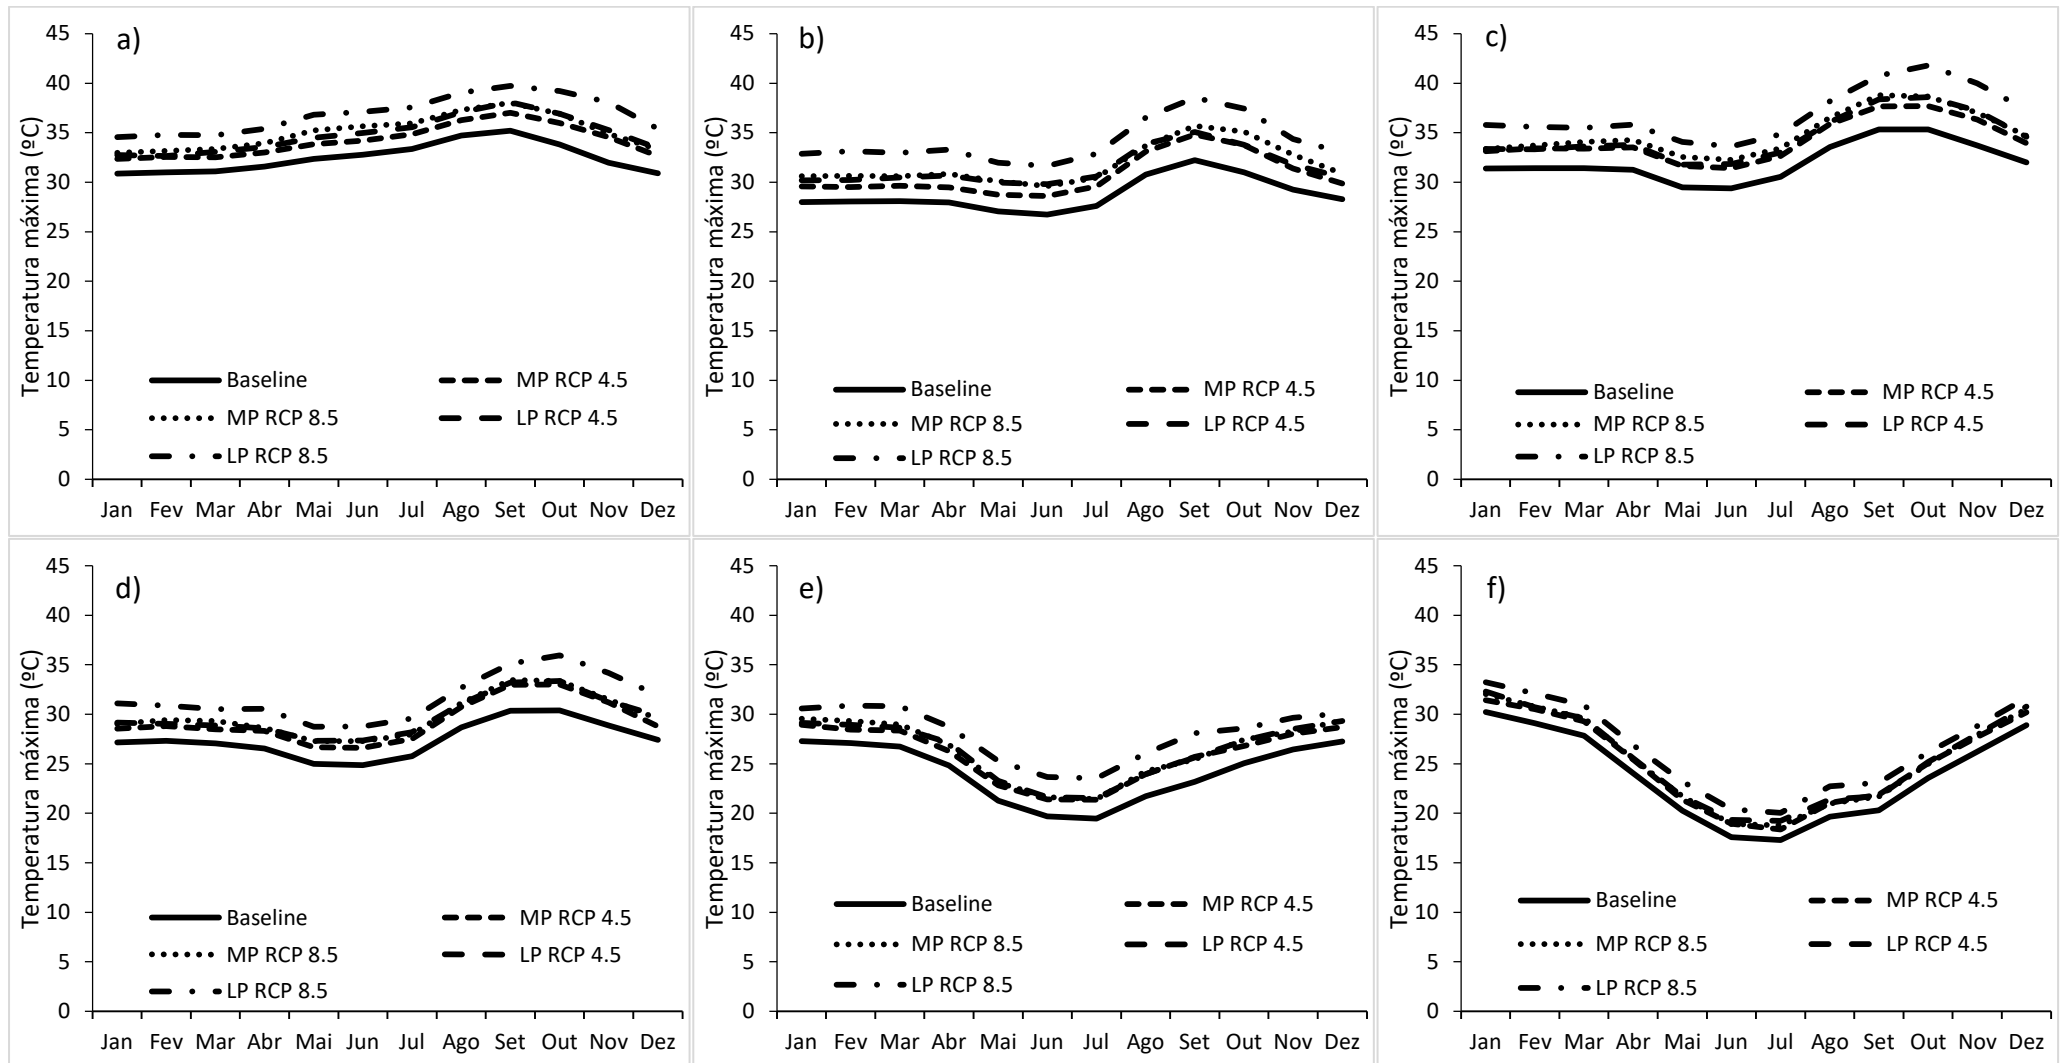 a)
Temperatura máxima (ºC)
45
40
35
30
25
20
15
10
5
0
Baseline
MP RCP 4.5
MP RCP 8.5
LP RCP 4.5
LP RCP 8.5
Jan Fev Mar Abr Mai Jun Jul Ago Set Out Nov Dez
b)
Temperatura máxima (ºC)
45
40
35
30
25
20
15
10
5
0
Baseline
MP RCP 4.5
MP RCP 8.5
LP RCP 4.5
LP RCP 8.5
Jan Fev Mar Abr Mai Jun Jul Ago Set Out Nov Dez
c)
Temperatura máxima (ºC)
45
40
35
30
25
20
15
10
5
0
Baseline
MP RCP 4.5
MP RCP 8.5
LP RCP 4.5
LP RCP 8.5
Jan Fev Mar Abr Mai Jun Jul Ago Set Out Nov Dez
d)
Temperatura máxima (ºC)
45
40
35
30
25
20
15
10
5
0
Baseline
MP RCP 4.5
MP RCP 8.5
LP RCP 4.5
LP RCP 8.5
Jan Fev Mar Abr Mai Jun Jul Ago Set Out Nov Dez
e)
Temperatura máxima (ºC)
45
40
35
30
25
20
15
10
5
0
Baseline
MP RCP 4.5
MP RCP 8.5
LP RCP 4.5
LP RCP 8.5
Jan Fev Mar Abr Mai Jun Jul Ago Set Out Nov Dez
f)
Temperatura máxima (ºC)
45
40
35
30
25
20
15
10
5
0
Baseline
MP RCP 4.5
MP RCP 8.5
LP RCP 4.5
LP RCP 8.5
Jan Fev Mar Abr Mai Jun Jul Ago Set Out Nov Dez